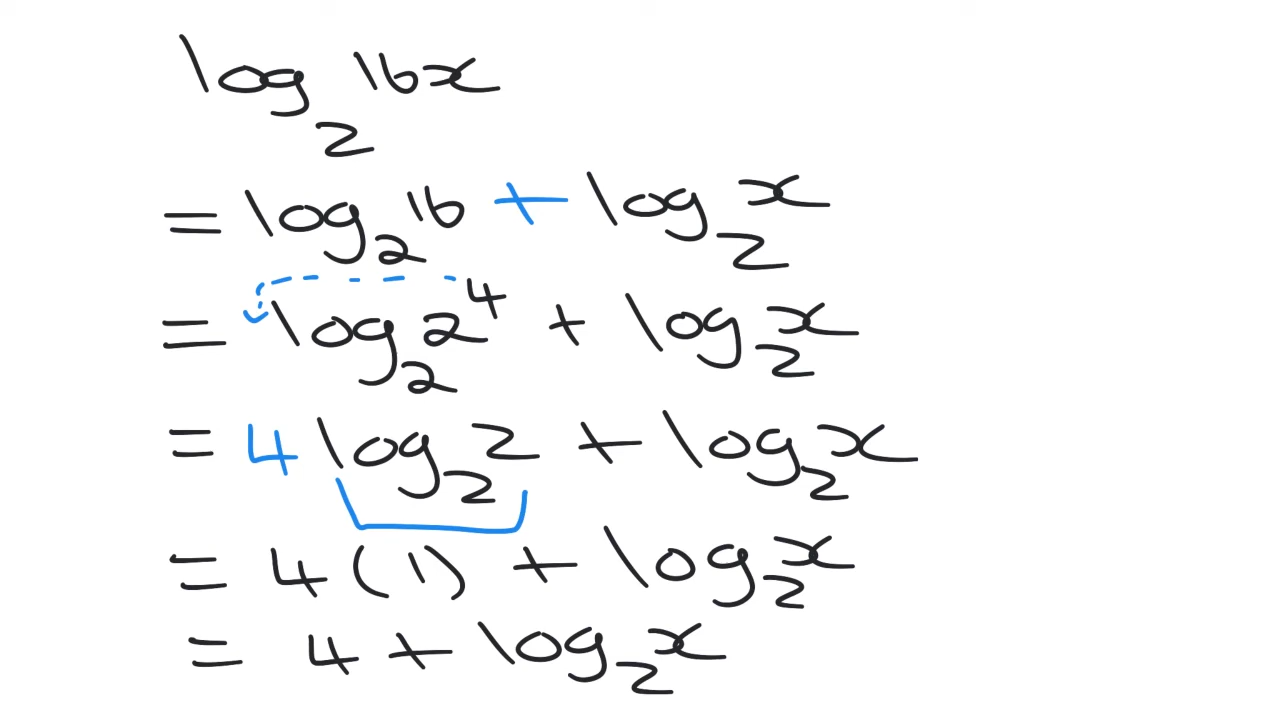 log₂ 16x
= log₂ 16 + log₂ x
= log₂ 2⁴ + log₂ x
= 4 log₂ 2 + log₂ x
= 4 (1) + log₂ x
= 4 + log₂ x